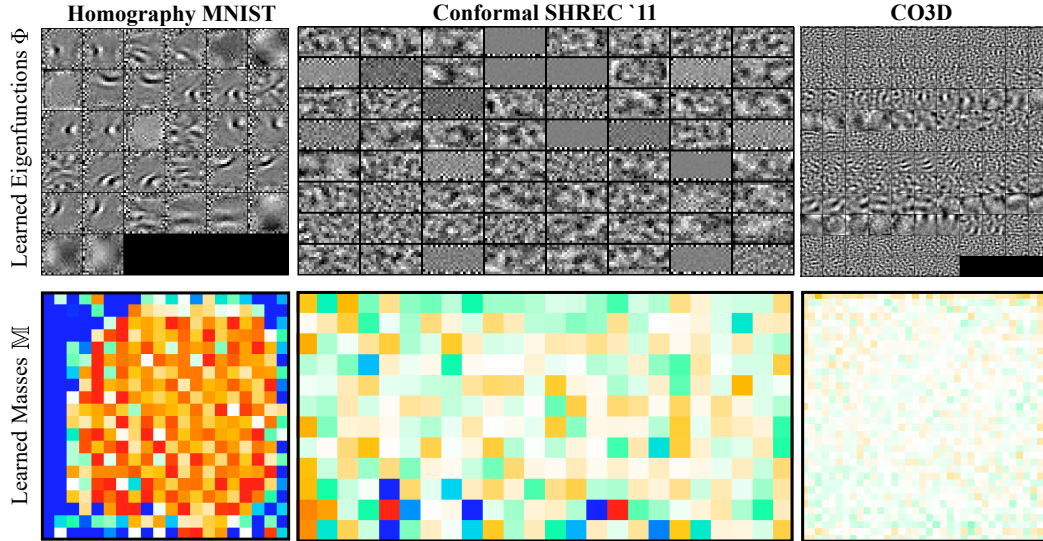 Homography MNIST
Conformal SHREC `11
CO3D
Learned Eigenfunctions Φ
Learned Masses 𝕄